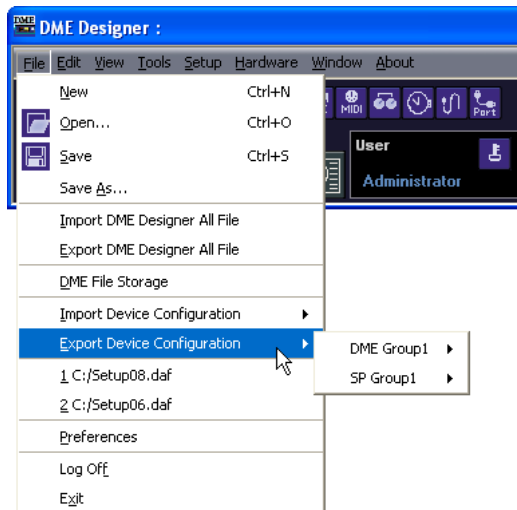 DME Designer :
File Edit View Tools Setup Hardware Window About
New Ctrl+N
Open... Ctrl+O
Save Ctrl+S
Save As...
Import DME Designer All File
Export DME Designer All File
DME File Storage
Import Device Configuration
Export Device Configuration
1 C:/Setup08.daf
2 C:/Setup06.daf
Preferences
Log Off
Exit
DME Group1
SP Group1
MIDI
Port
User
Administrator